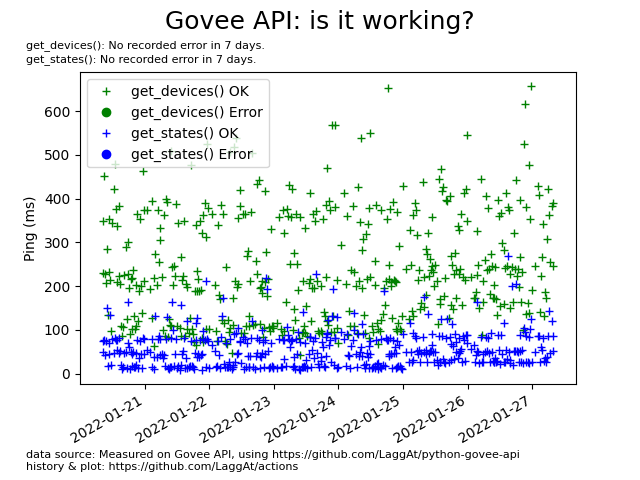 Govee API: is it working?
get_devices(): No recorded error in 7 days.
get_states(): No recorded error in 7 days.
get_devices() OK
get_devices() Error
get_states() OK
get_states() Error
Ping (ms)
600
500
400
300
200
100
0
2022-01-21
2022-01-22
2022-01-23
2022-01-24
2022-01-25
2022-01-26
2022-01-27
data source: Measured on Govee API, using https://github.com/LaggAt/python-govee-api
history & plot: https://github.com/LaggAt/actions